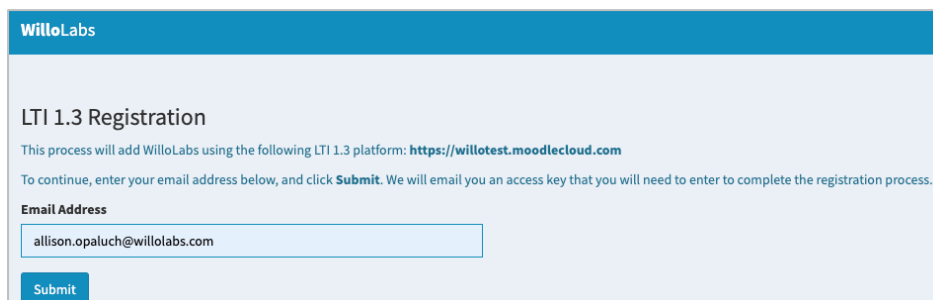 WilloLabs
LTI 1.3 Registration
This process will add WilloLabs using the following LTI 1.3 platform: https://willotest.moodlecloud.com
To continue, enter your email address below, and click Submit. We will email you an access key that you will need to enter to complete the registration process.
Email Address
allison.opaluch@willolabs.com
Submit